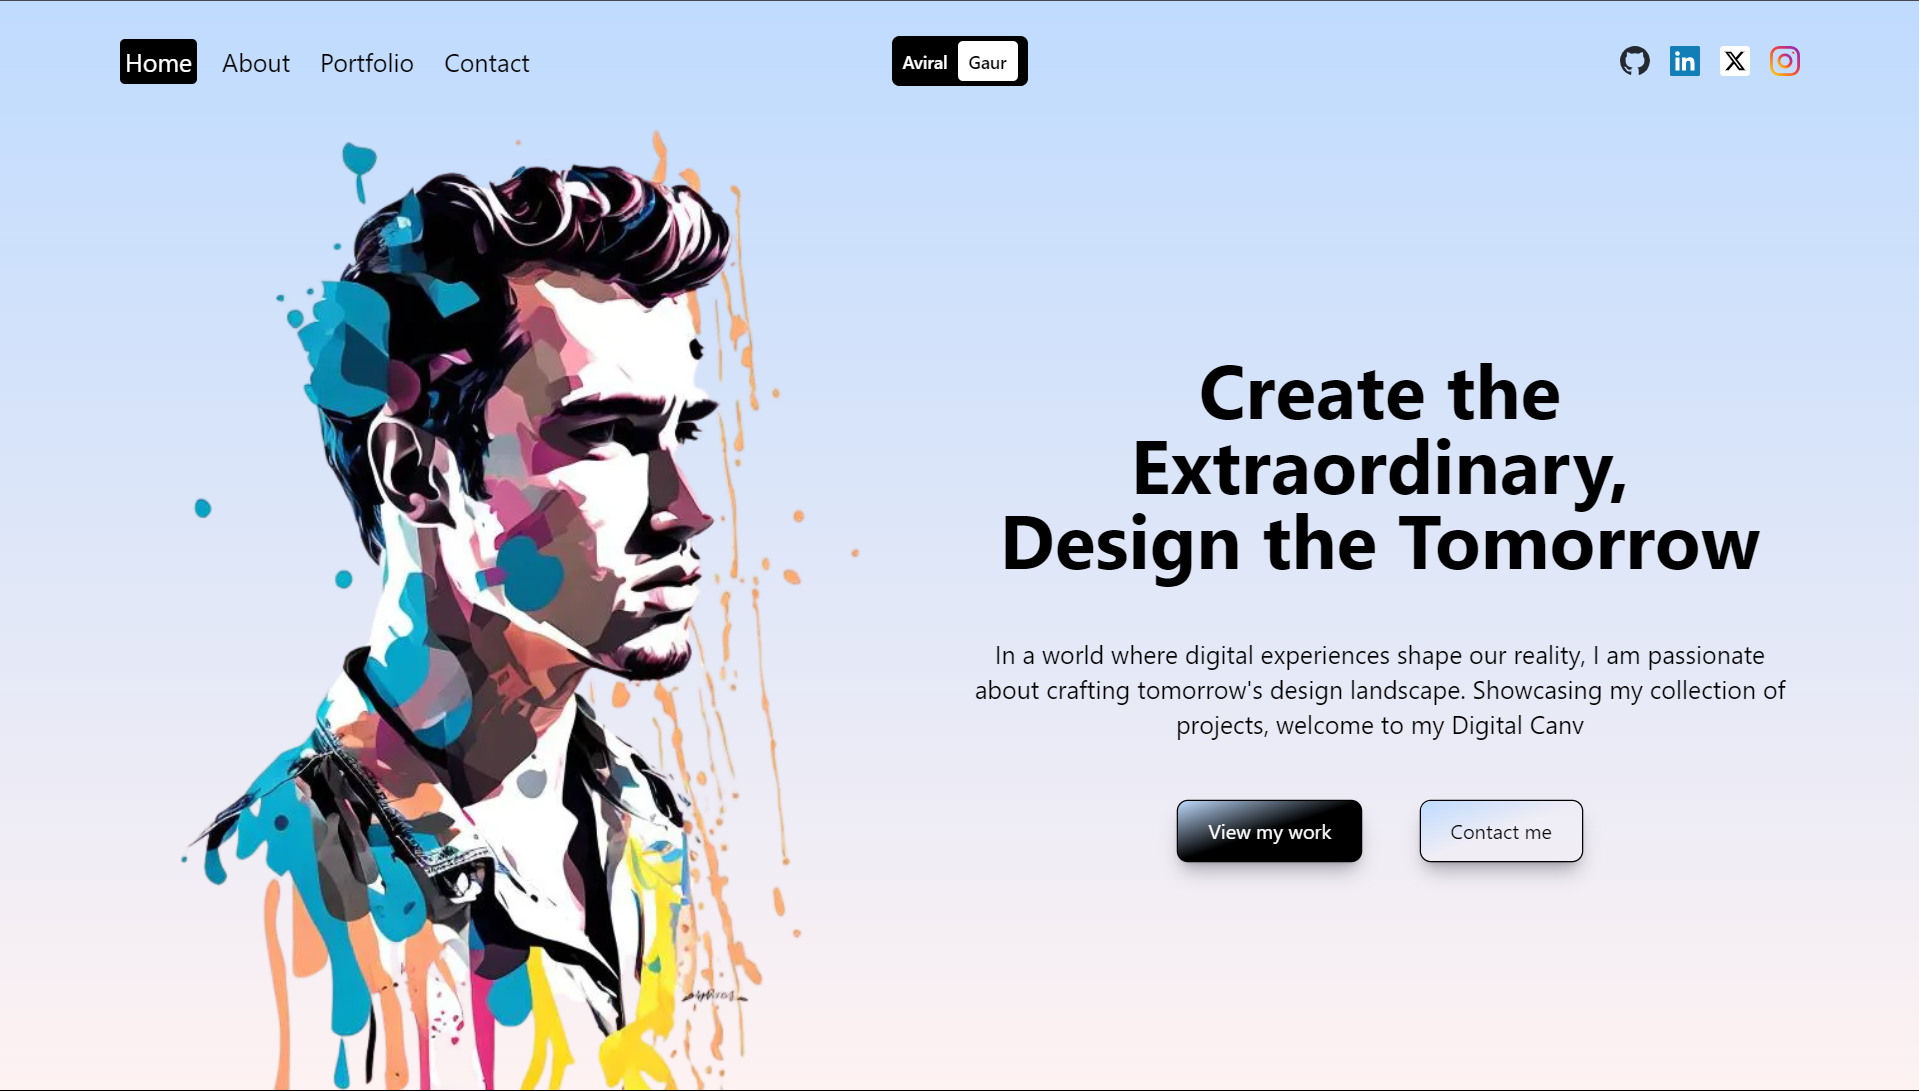 Home About Portfolio Contact
Aviral Gaur
in X
Create the
Extraordinary,
Design the Tomorrow
In a world where digital experiences shape our reality, I am passionate
about crafting tomorrow's design landscape. Showcasing my collection of
projects, welcome to my Digital Canv
View my work Contact me